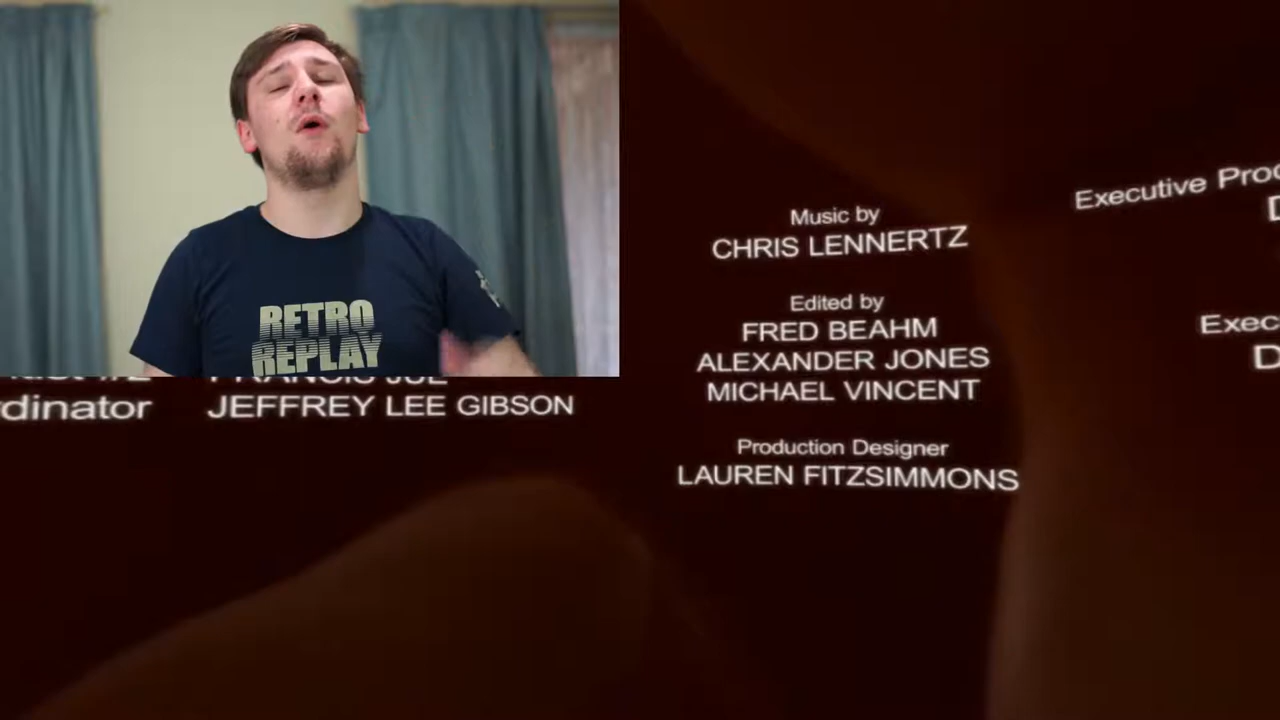 RETRO
REPLAY
JEFFREY LEE GIBSON
Music by
CHRIS LENNERTZ
Edited by
FRED BEAHM
ALEXANDER JONES
MICHAEL VINCENT
Production Designer
LAUREN FITZSIMMONS
Executive